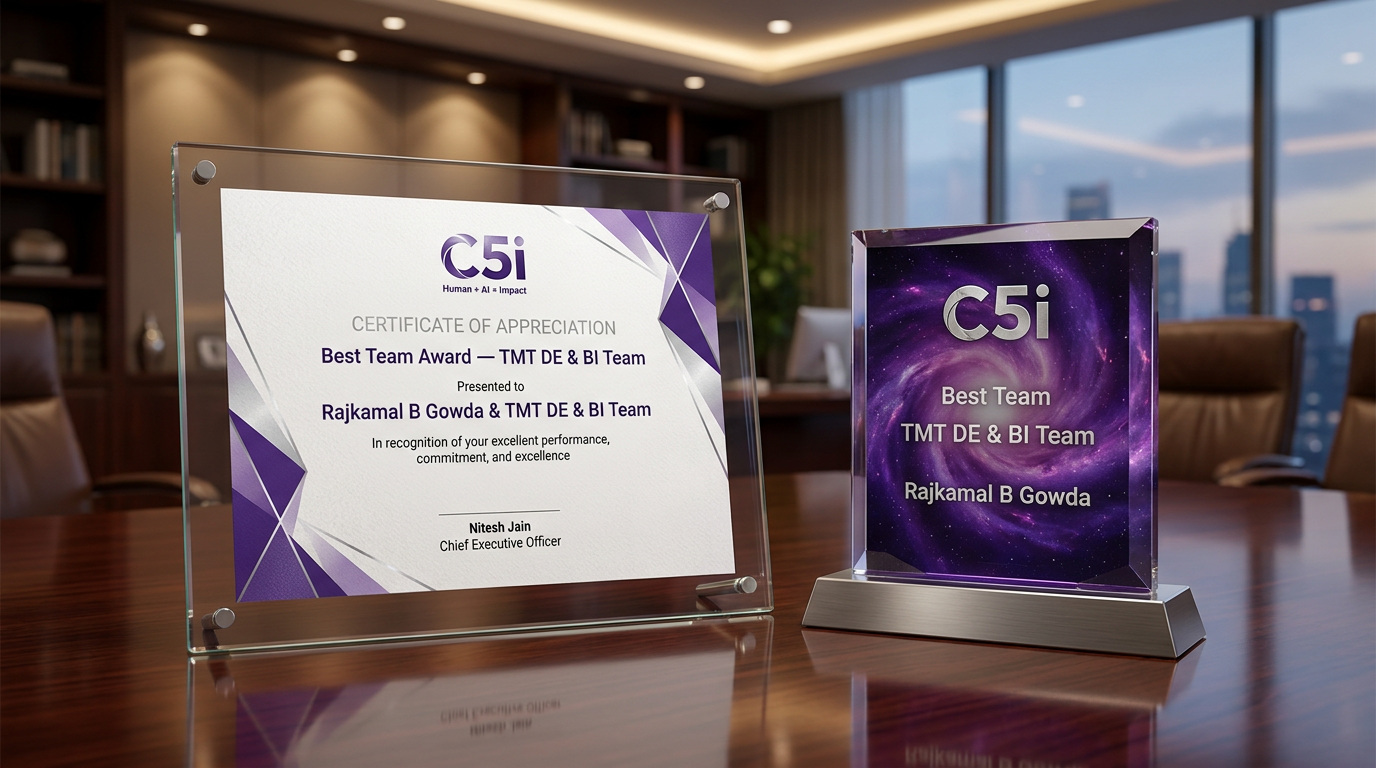 C5i
Human + AI = Impact
CERTIFICATE OF APPRECIATION
Best Team Award — TMT DE & BI Team
Presented to
Rajkamal B Gowda & TMT DE & BI Team
In recognition of your excellent performance,
commitment, and excellence
Nitesh Jain
Chief Executive Officer
C5i
Best Team
TMT DE & BI Team
Rajkamal B Gowda